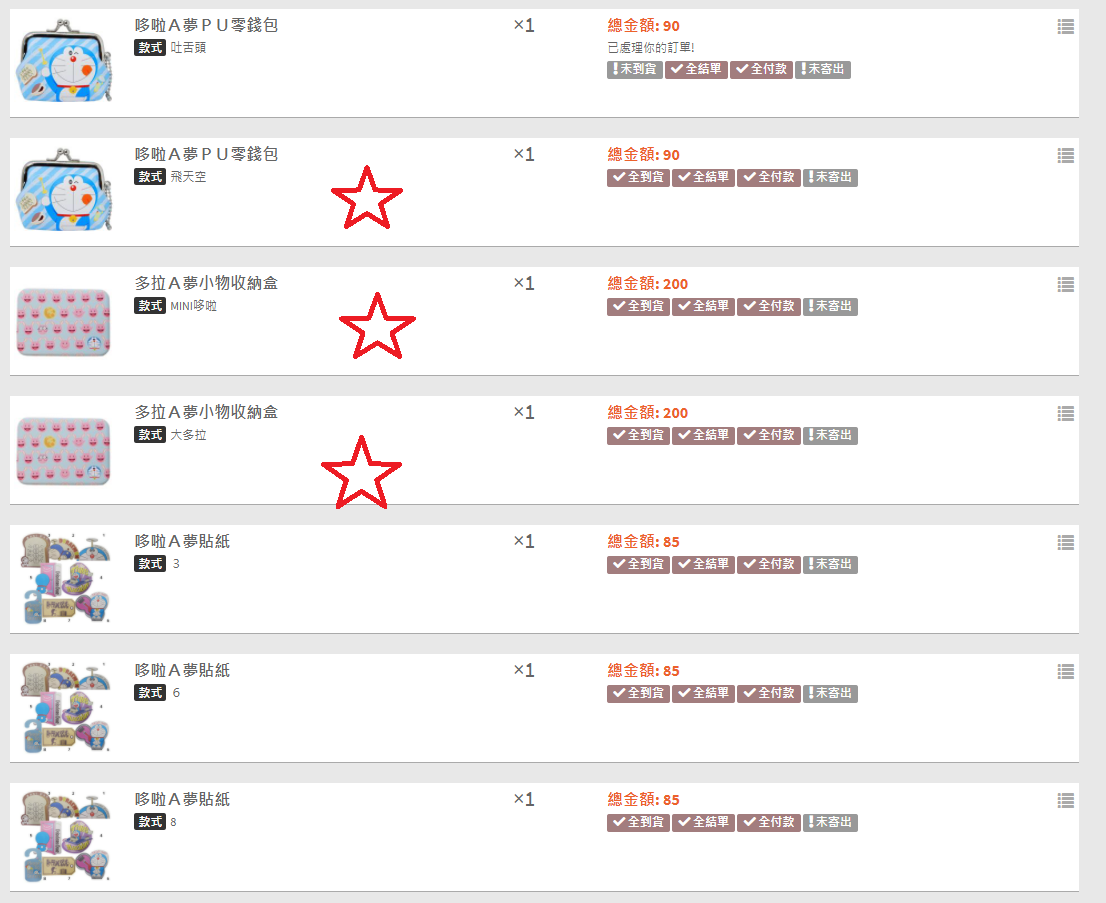 哆啦Ａ夢ＰＵ零錢包 ×1 總金額: 90
款式 吐舌頭 已處理你的訂單!
未到貨 全結單 全付款 未寄出
哆啦Ａ夢ＰＵ零錢包 ×1 總金額: 90
款式 飛天空 全到貨 全結單 全付款 未寄出
多拉Ａ夢小物收納盒 ×1 總金額: 200
款式 MINI哆啦 全到貨 全結單 全付款 未寄出
多拉Ａ夢小物收納盒 ×1 總金額: 200
款式 大多拉 全到貨 全結單 全付款 未寄出
哆啦Ａ夢貼紙 ×1 總金額: 85
款式 3 全到貨 全結單 全付款 未寄出
哆啦Ａ夢貼紙 ×1 總金額: 85
款式 6 全到貨 全結單 全付款 未寄出
哆啦Ａ夢貼紙 ×1 總金額: 85
款式 8 全到貨 全結單 全付款 未寄出